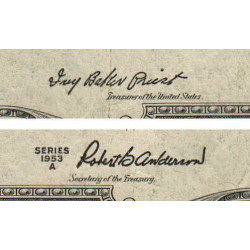 Ivy Baker Priest
Treasurer of the United States.
SERIES
1953
A
Robert B Anderson
Secretary of the Treasury.